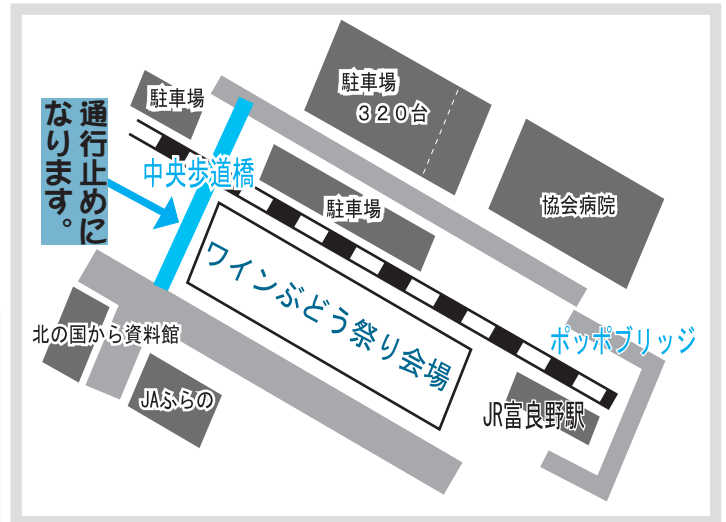 通行止めに
なります。
駐車場
中央歩道橋
駐車場
320台
駐車場
協会病院
ワインぶどう祭り会場
ポッポブリッジ
JR富良野駅
北の国から資料館
JAふらの